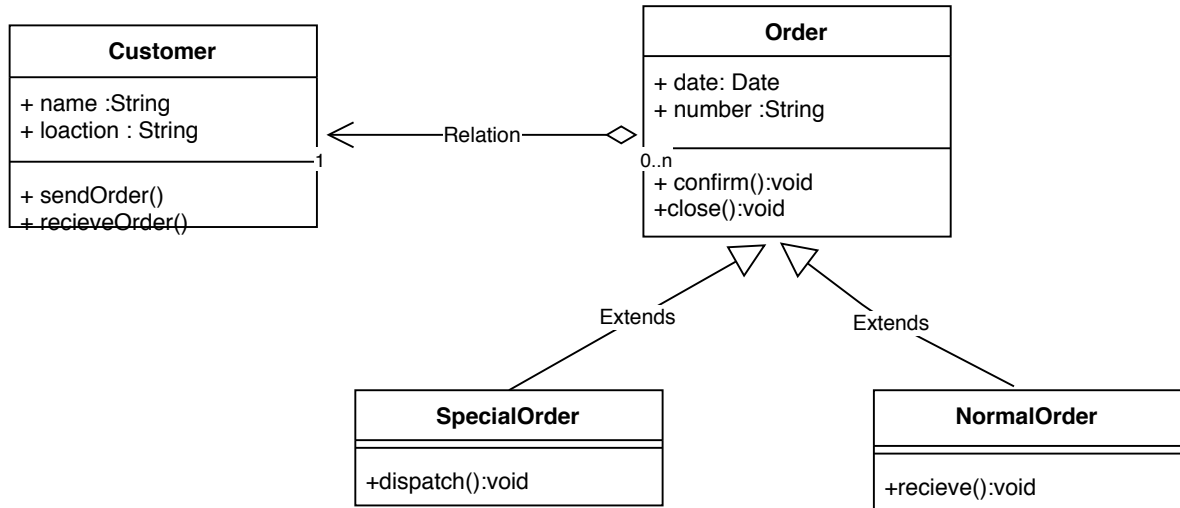 Customer
+ name :String
+ loaction : String
+ sendOrder()
+ recieveOrder()
1
Relation
0..n
Order
+ date: Date
+ number :String
+ confirm():void
+close():void
Extends
Extends
SpecialOrder
+dispatch():void
NormalOrder
+recieve():void